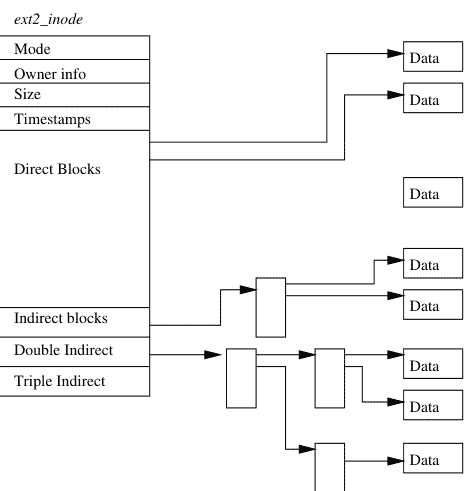 ext2_inode
Mode
Owner info
Size
Timestamps
Direct Blocks
Indirect blocks
Double Indirect
Triple Indirect
Data
Data
Data
Data
Data
Data
Data
Data